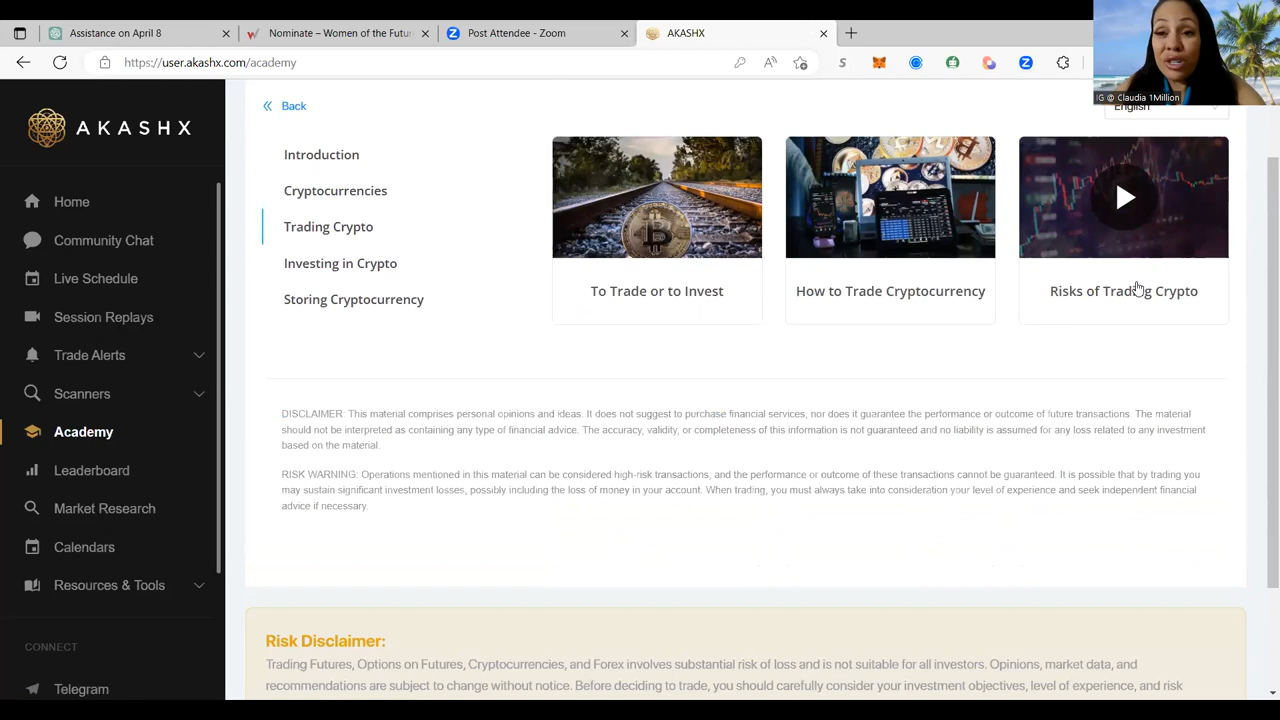 Assistance on April 8
Nominate – Women of the Futur
Post Attendee - Zoom
AKASHX
https://user.akashx.com/academy
IG @ Claudia 1Million
AKASHX
Home
Community Chat
Live Schedule
Session Replays
Trade Alerts
Scanners
Academy
Leaderboard
Market Research
Calendars
Resources & Tools
CONNECT
Telegram
Back
English
Introduction
Cryptocurrencies
Trading Crypto
Investing in Crypto
Storing Cryptocurrency
To Trade or to Invest
How to Trade Cryptocurrency
Risks of Trading Crypto
DISCLAIMER: This material comprises personal opinions and ideas. It does not suggest to purchase financial services, nor does it guarantee the performance or outcome of future transactions. The material
should not be interpreted as containing any type of financial advice. The accuracy, validity, or completeness of this information is not guaranteed and no liability is assumed for any loss related to any investment
based on the material.
RISK WARNING: Operations mentioned in this material can be considered high-risk transactions, and the performance or outcome of these transactions cannot be guaranteed. It is possible that by trading you
may sustain significant investment losses, possibly including the loss of money in your account. When trading, you must always take into consideration your level of experience and seek independent financial
advice if necessary.
Risk Disclaimer:
Trading Futures, Options on Futures, Cryptocurrencies, and Forex involves substantial risk of loss and is not suitable for all investors. Opinions, market data, and
recommendations are subject to change without notice. Before deciding to trade, you should carefully consider your investment objectives, level of experience, and risk